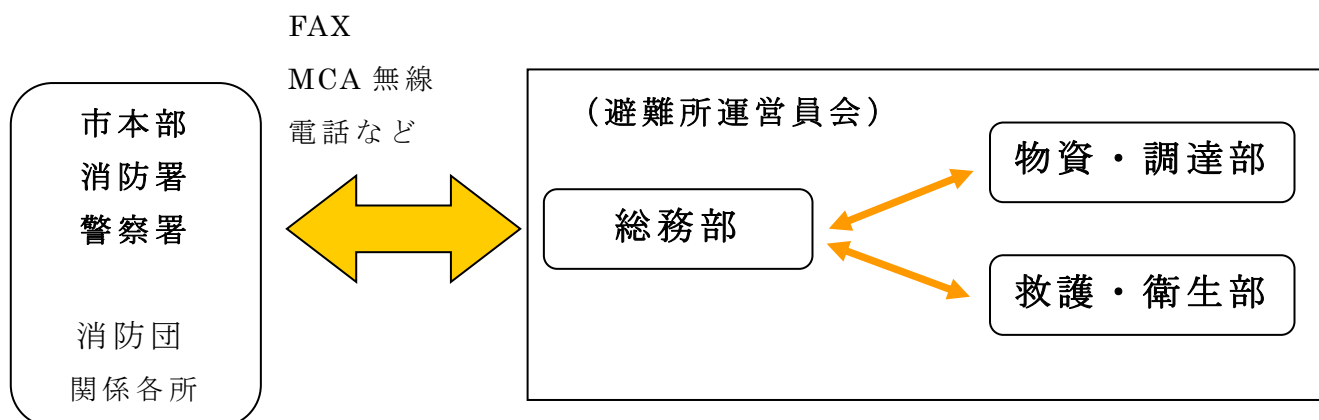 FAX
MCA 無線
電話など
市本部
消防署
警察署
消防団
関係各所
（避難所運営員会）
総務部
物資・調達部
救護・衛生部